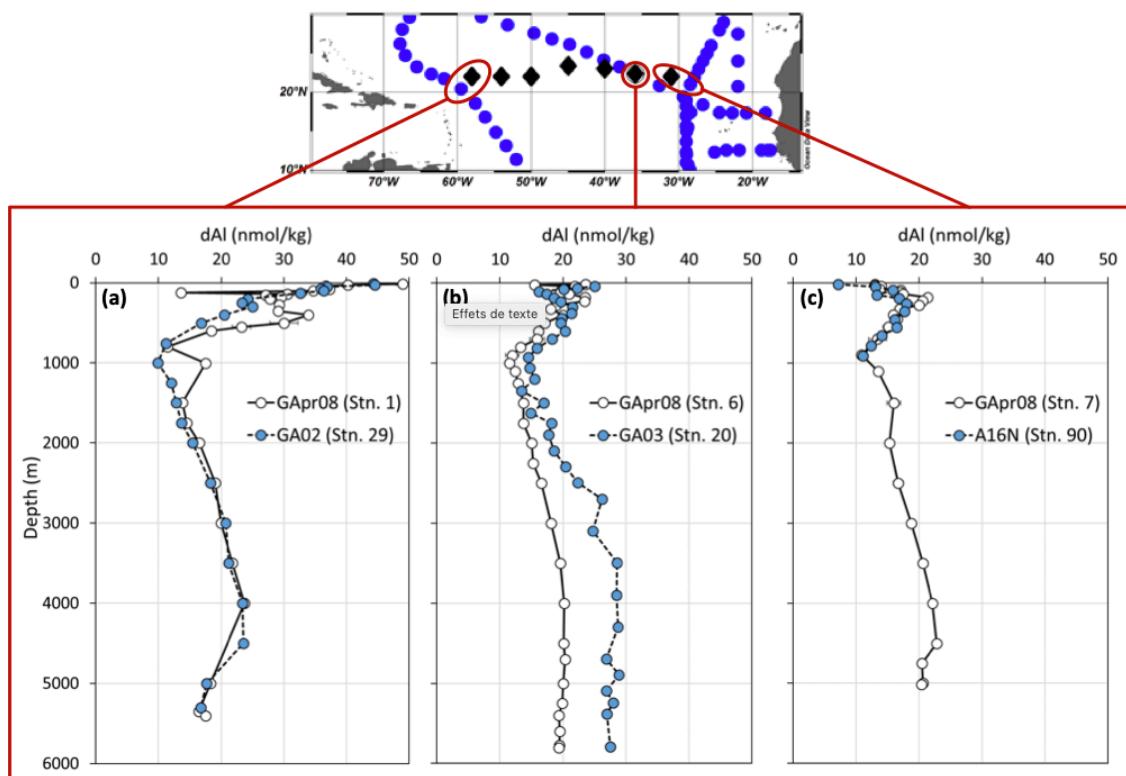 20°N
10°N
70°W 60°W 50°W 40°W 30°W 20°W
Ocean Data View
dAl (nmol/kg) dAl (nmol/kg) dAl (nmol/kg)
0 10 20 30 40 50 0 10 20 30 40 50 0 10 20 30 40 50
0
1000
2000
3000
4000
5000
6000
Depth (m)
(a) (b) (c)
Effets de texte
GApr08 (Stn. 1) GApr08 (Stn. 6) GApr08 (Stn. 7)
GA02 (Stn. 29) GA03 (Stn. 20) A16N (Stn. 90)